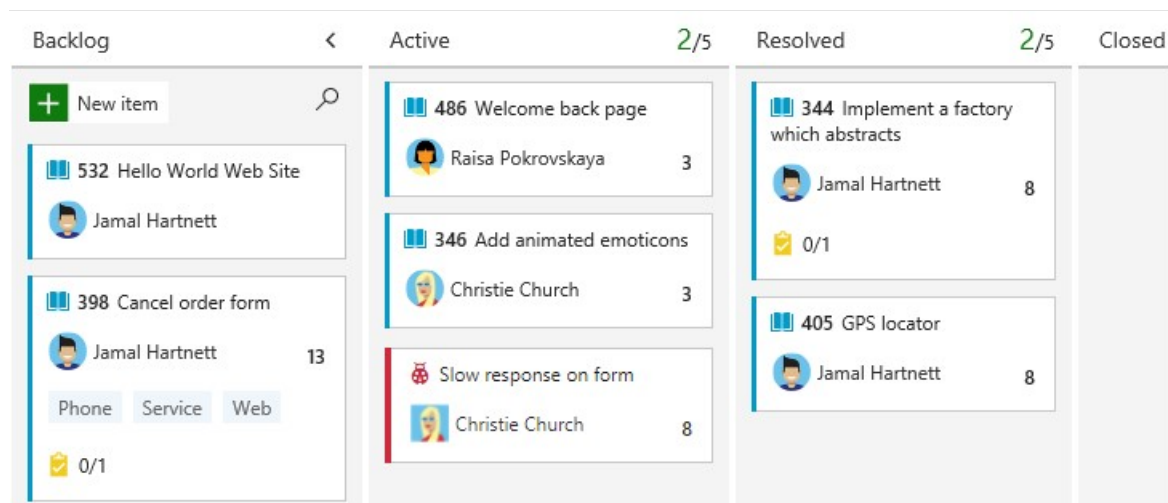 Backlog
New item
532 Hello World Web Site
Jamal Hartnett
398 Cancel order form
Jamal Hartnett 13
Phone Service Web
0/1
Active 2/5
486 Welcome back page
Raisa Pokrovskaya 3
346 Add animated emoticons
Christie Church 3
Slow response on form
Christie Church 8
Resolved 2/5
344 Implement a factory
which abstracts
Jamal Hartnett 8
0/1
405 GPS locator
Jamal Hartnett 8
Closed